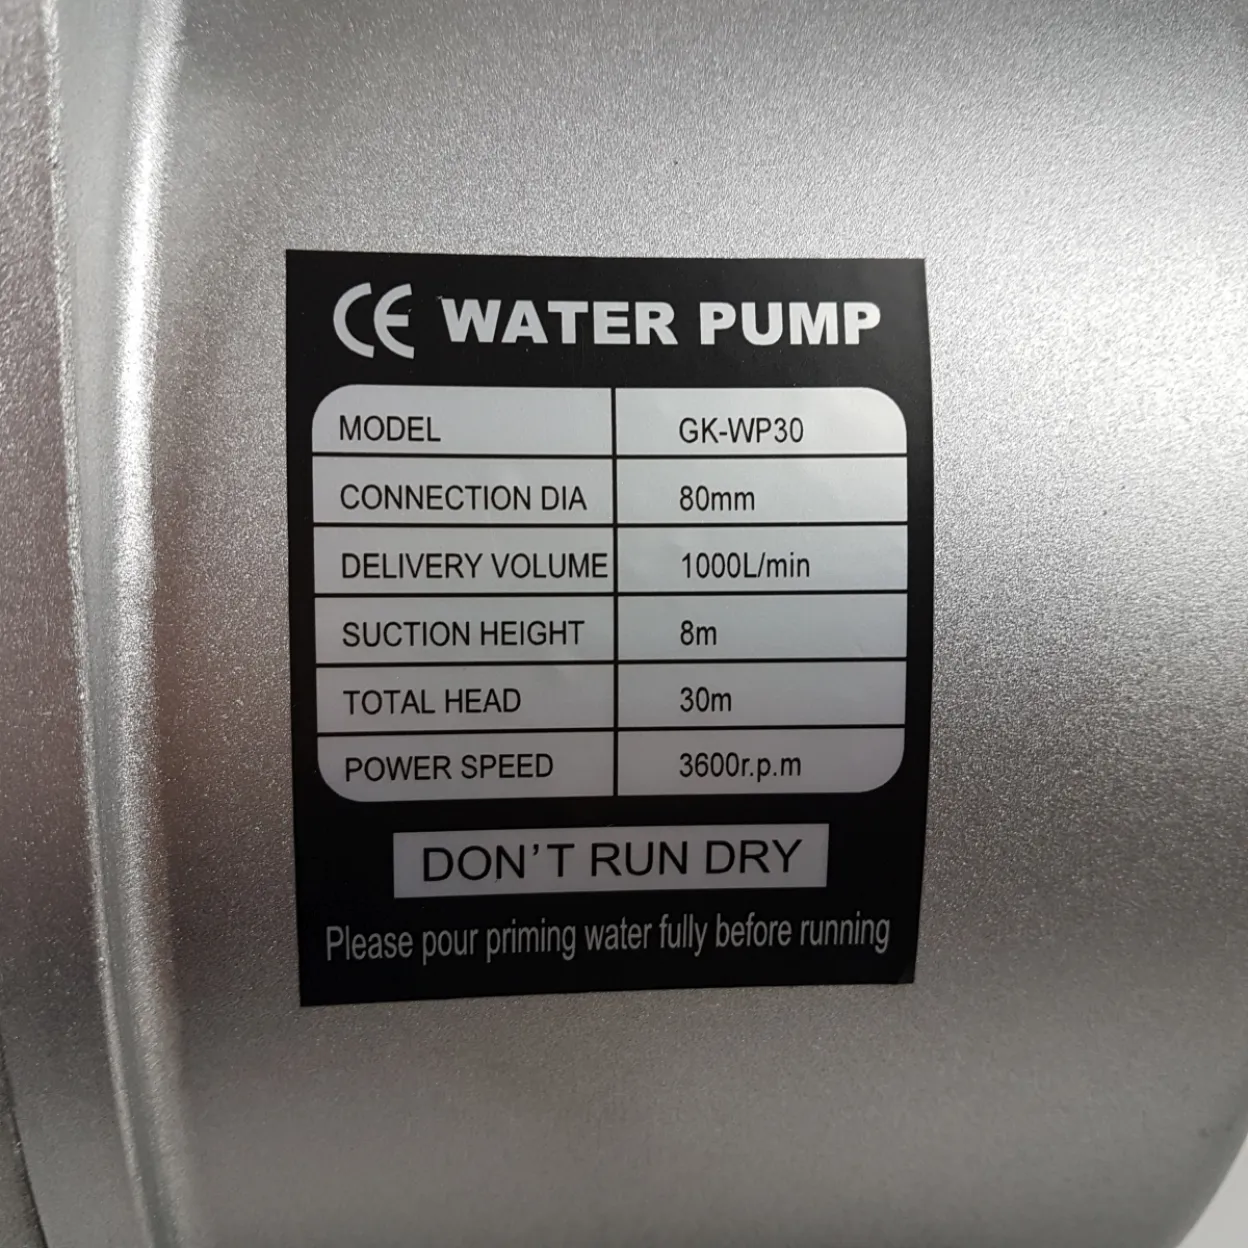 CE WATER PUMP
MODEL GK-WP30
CONNECTION DIA 80mm
DELIVERY VOLUME 1000L/min
SUCTION HEIGHT 8m
TOTAL HEAD 30m
POWER SPEED 3600r.p.m
DON'T RUN DRY
Please pour priming water fully before running